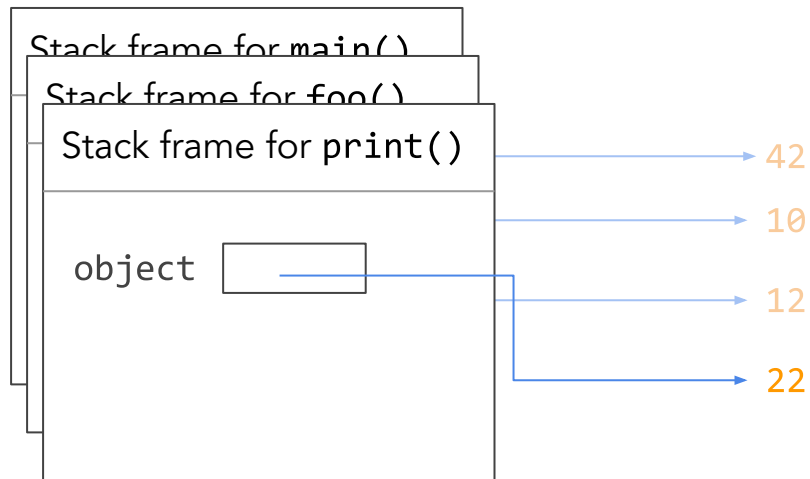 Stack frame for main()
Stack frame for foo()
Stack frame for print()
42
10
object
12
22